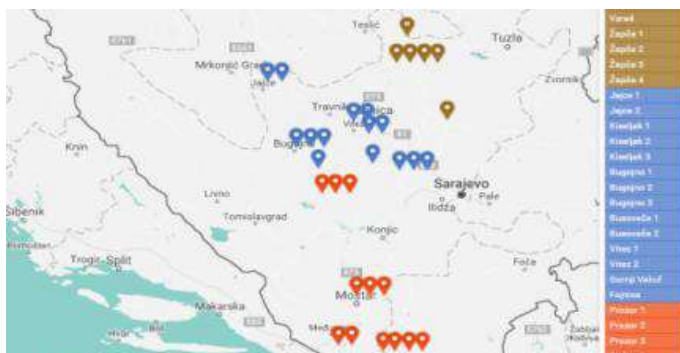 Teslić
Tuzla
Mrkonjić Grad
Jajce
Zvornik
Travnik
Bugojno
Knin
Sarajevo
Pale
Ilidža
Livno
Tomislavgrad
Šibenik
Konjic
Foča
Trogir
Split
Mostar
Makarska
Hvar
Bol
Vareš
Žepče 1
Žepče 2
Žepče 3
Žepče 4
Jajce 1
Jajce 2
Kiseljak 1
Kiseljak 2
Kiseljak 3
Bugojno 1
Bugojno 2
Bugojno 3
Busovača 1
Busovača 2
Vitez 1
Vitez 2
Gornji Vakuf
Fojnica
Prozor 1
Prozor 2
Prozor 3